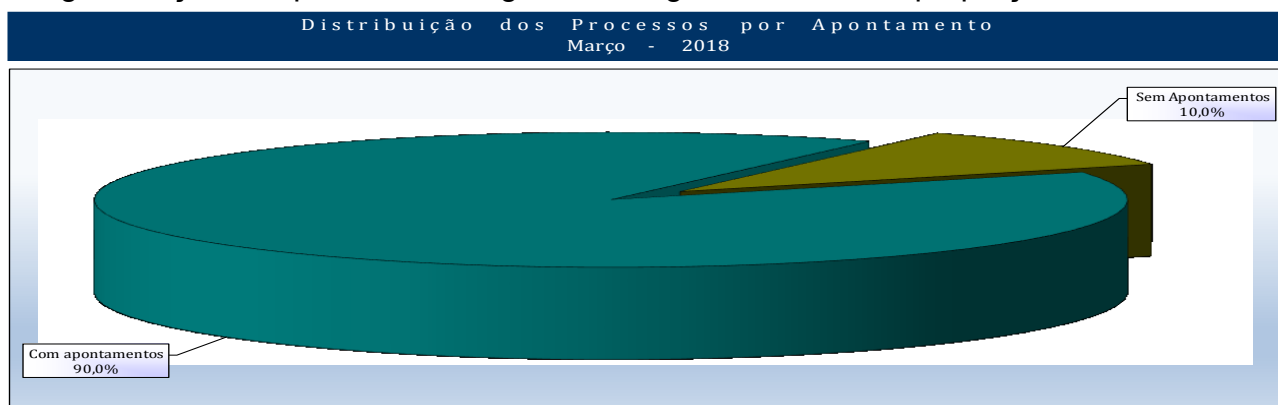 Distribuição dos Processos por Apontamento
Março - 2018
Sem Apontamentos
10,0%
Com apontamentos
90,0%